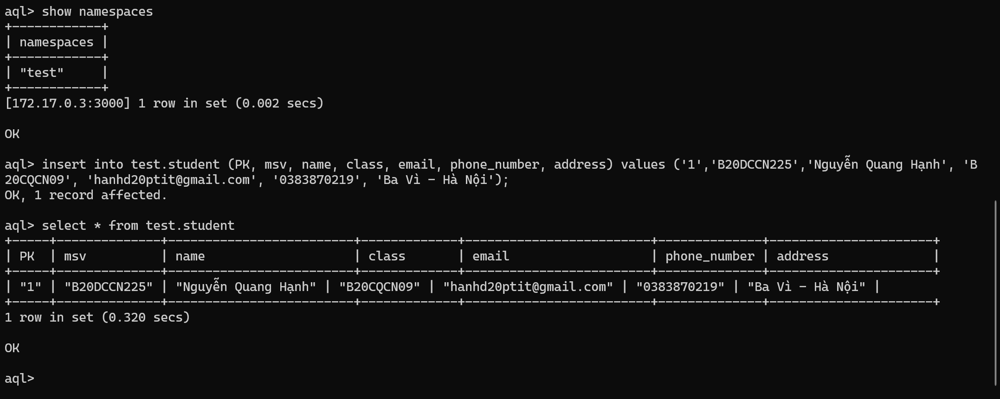 aql> show namespaces
+------------+
| namespaces |
+------------+
| "test"     |
+------------+
[172.17.0.3:3000] 1 row in set (0.002 secs)
OK
aql> insert into test.student (PK, msv, name, class, email, phone_number, address) values ('1','B20DCCN225','Nguyễn Quang Hạnh', 'B
20CQCN09', 'hanhd20ptit@gmail.com', '0383870219', 'Ba Vì - Hà Nội');
OK, 1 record affected.
aql> select * from test.student
+-----+--------------+-------------------------+-------------+-------------------------+--------------+----------------------+
| PK  | msv          | name                    | class       | email                   | phone_number | address              |
+-----+--------------+-------------------------+-------------+-------------------------+--------------+----------------------+
| "1" | "B20DCCN225" | "Nguyễn Quang Hạnh" | "B20CQCN09" | "hanhd20ptit@gmail.com" | "0383870219" | "Ba Vì - Hà Nội" |
+-----+--------------+-------------------------+-------------+-------------------------+--------------+----------------------+
1 row in set (0.320 secs)
OK
aql>